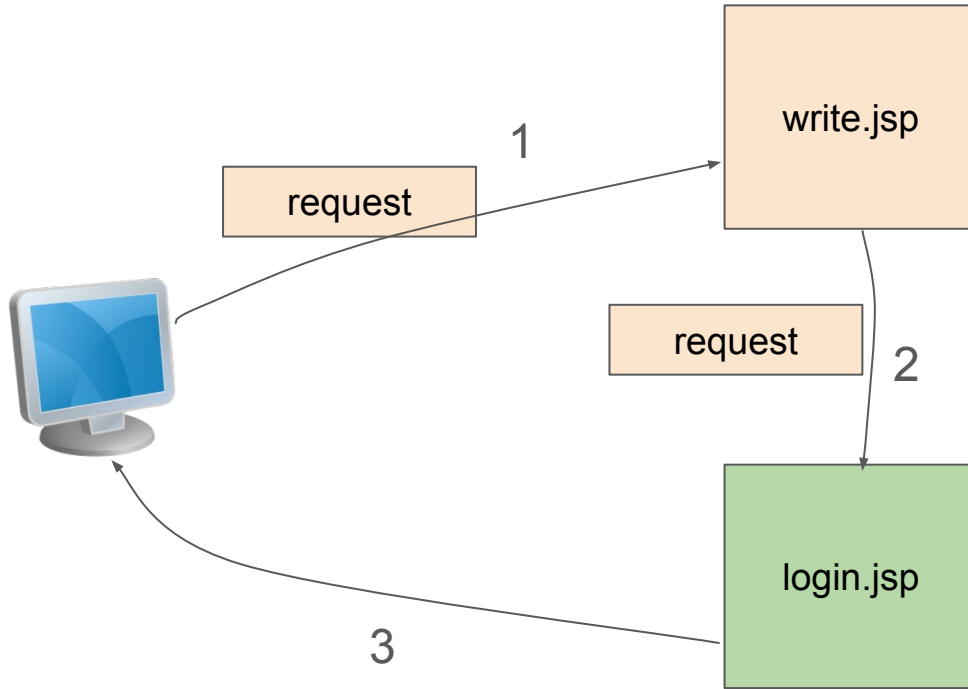 write.jsp
1
request
request
2
login.jsp
3